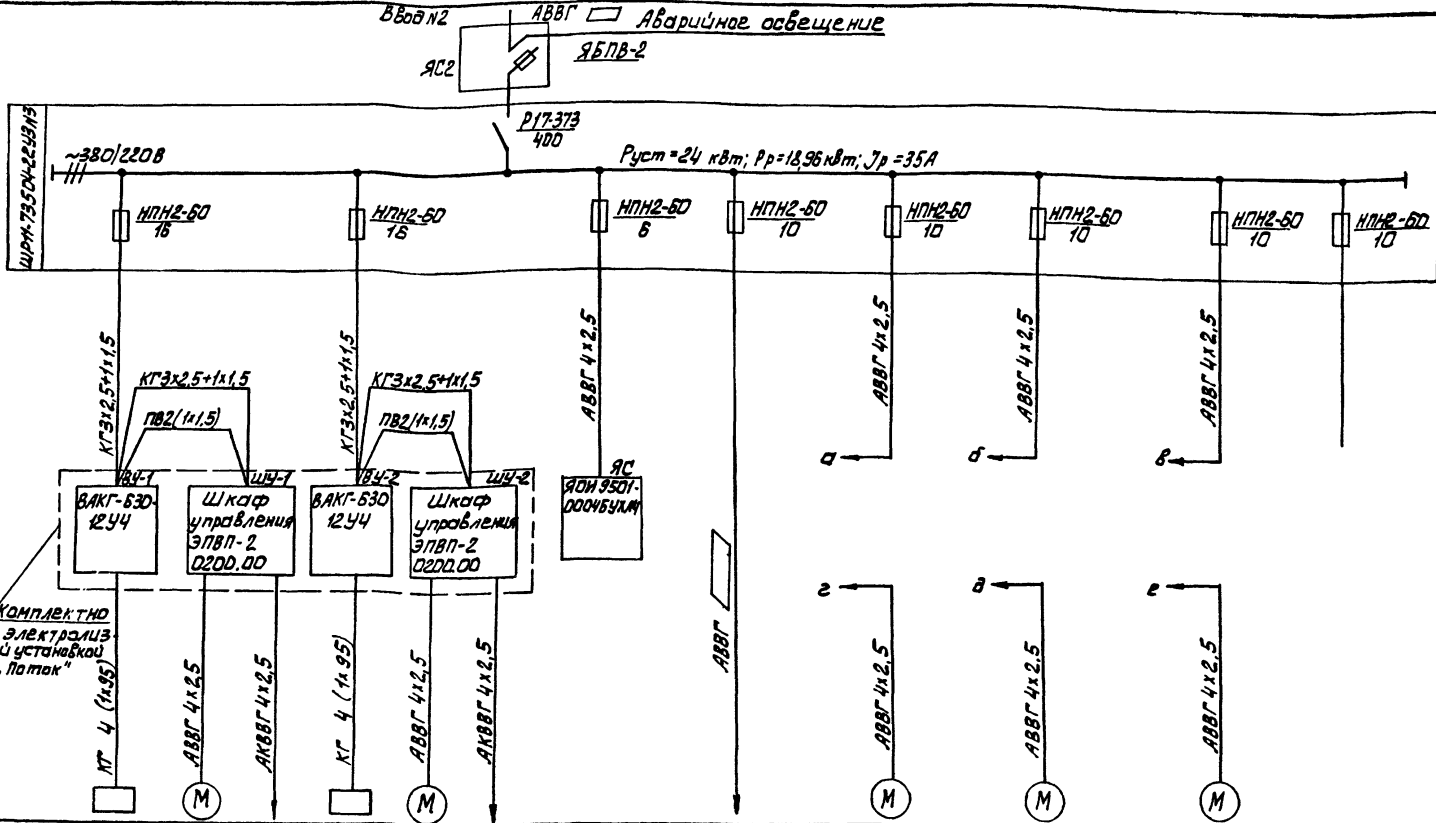 Ввод N2
АВВГ
Аварийное освещение
ЯБПВ-2
ЯС2
Р17-373
400
ШРП-73504-22У3 НЗ
~380/220В
Руст=24 кВт; Рр=18,96 кВт; Jр=35А
НПН2-60
16
НПН2-60
16
НПН2-60
6
НПН2-60
10
НПН2-60
10
НПН2-60
10
НПН2-60
10
НПН2-60
10
КГ3х2,5+1х1,5
КГ3х2,5+1х1,5
ПВ2(1х1,5)
КГ3х2,5+1х1,5
КГ3х2,5+1х1,5
ПВ2(1х1,5)
АВВГ 4х2,5
АВВГ 4х2,5
АВВГ 4х2,5
АВВГ 4х2,5
а
б
в
ВУ-1
ШУ-1
ВУ-2
ШУ-2
ЯС
ВАКГ-630-
12У4
Шкаф
управления
ЭПВП-2
0200.00
ВАКГ-630
12У4
Шкаф
управления
ЭПВП-2
0200.00
ЯОИ 9501-
0004БУХЛ4
г
д
е
Комплектно
электролиз-
й установкой
"Поток"
КГ 4 (1х95)
АВВГ 4х2,5
АКВВГ 4х2,5
КГ 4 (1х95)
АВВГ 4х2,5
АКВВГ 4х2,5
АВВГ
АВВГ 4х2,5
АВВГ 4х2,5
АВВГ 4х2,5
М
М
М
М
М